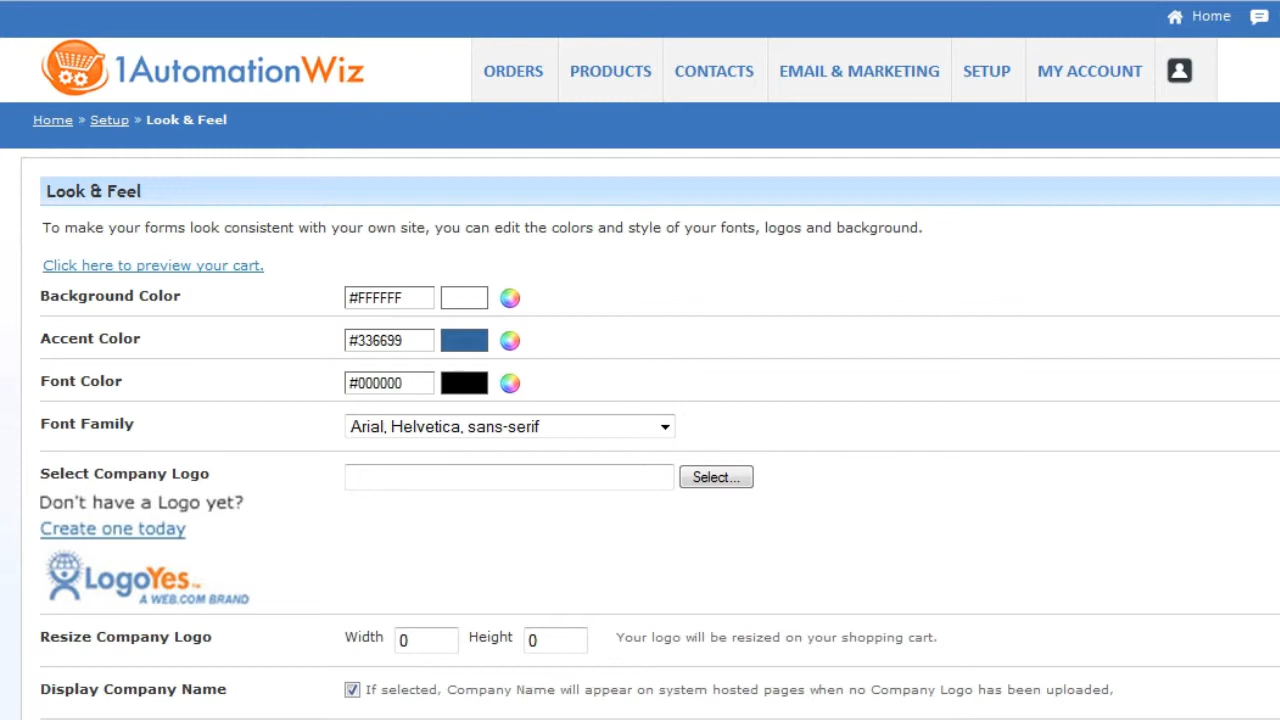 Home
1AutomationWiz
ORDERS PRODUCTS CONTACTS EMAIL & MARKETING SETUP MY ACCOUNT
Home » Setup » Look & Feel
Look & Feel
To make your forms look consistent with your own site, you can edit the colors and style of your fonts, logos and background.
Click here to preview your cart.
Background Color #FFFFFF
Accent Color #336699
Font Color #000000
Font Family Arial, Helvetica, sans-serif
Select Company Logo Select...
Don't have a Logo yet?
Create one today
LogoYes™
A WEB.COM BRAND
Resize Company Logo Width 0 Height 0 Your logo will be resized on your shopping cart.
Display Company Name If selected, Company Name will appear on system hosted pages when no Company Logo has been uploaded,